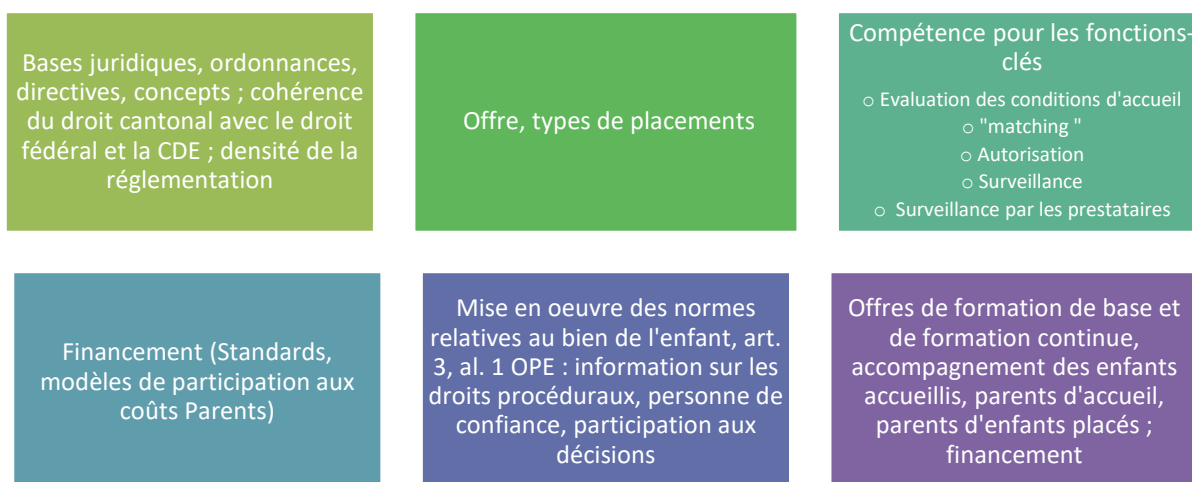 Bases juridiques, ordonnances,
directives, concepts ; cohérence
du droit cantonal avec le droit
fédéral et la CDE ; densité de la
réglementation
Offre, types de placements
Compétence pour les fonctions-
clés
o Evaluation des conditions d'accueil
o "matching "
o Autorisation
o Surveillance
o Surveillance par les prestataires
Financement (Standards,
modèles de participation aux
coûts Parents)
Mise en oeuvre des normes
relatives au bien de l'enfant, art.
3, al. 1 OPE : information sur les
droits procéduraux, personne de
confiance, participation aux
décisions
Offres de formation de base et
de formation continue,
accompagnement des enfants
accueillis, parents d'accueil,
parents d'enfants placés ;
financement